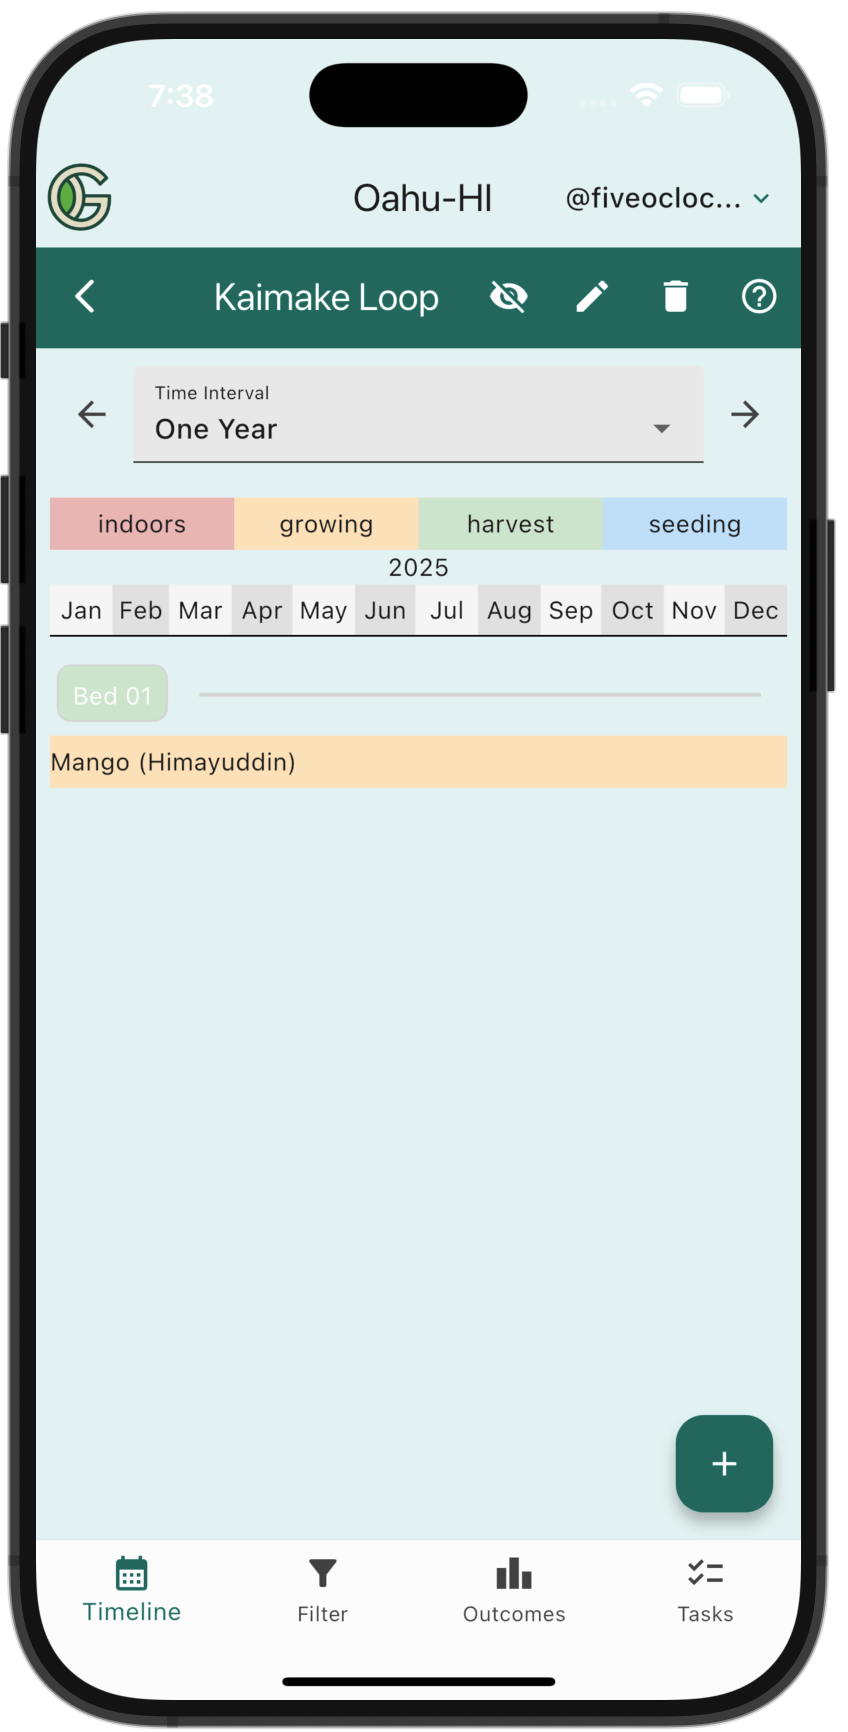 7:38
Oahu-HI @fiveocloc...
Kaimake Loop
Time Interval
One Year
indoors growing harvest seeding
2025
Jan Feb Mar Apr May Jun Jul Aug Sep Oct Nov Dec
Bed 01
Mango (Himayuddin)
+
Timeline Filter Outcomes Tasks